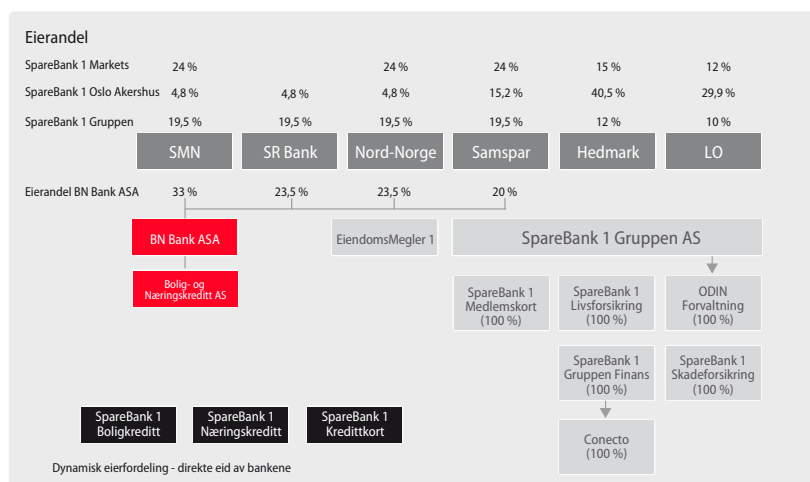 Eierandel
SpareBank 1 Markets 24 % 24 % 24 % 15 % 12 %
SpareBank 1 Oslo Akershus 4,8 % 4,8 % 4,8 % 15,2 % 40,5 % 29,9 %
SpareBank 1 Gruppen 19,5 % 19,5 % 19,5 % 19,5 % 12 % 10 %
SMN SR Bank Nord-Norge Samspar Hedmark LO
Eierandel BN Bank ASA 33 % 23,5 % 23,5 % 20 %
BN Bank ASA EiendomsMegler 1 SpareBank 1 Gruppen AS
Bolig- og
Næringskreditt AS
SpareBank 1
Medlemskort
(100 %)
SpareBank 1
Livsforsikring
(100 %)
ODIN
Forvaltning
(100 %)
SpareBank 1
Gruppen Finans
(100 %)
SpareBank 1
Skadeforsikring
(100 %)
SpareBank 1
Boligkreditt
SpareBank 1
Næringskreditt
SpareBank 1
Kredittkort
Conecto
(100 %)
Dynamisk eierfordeling - direkte eid av bankene